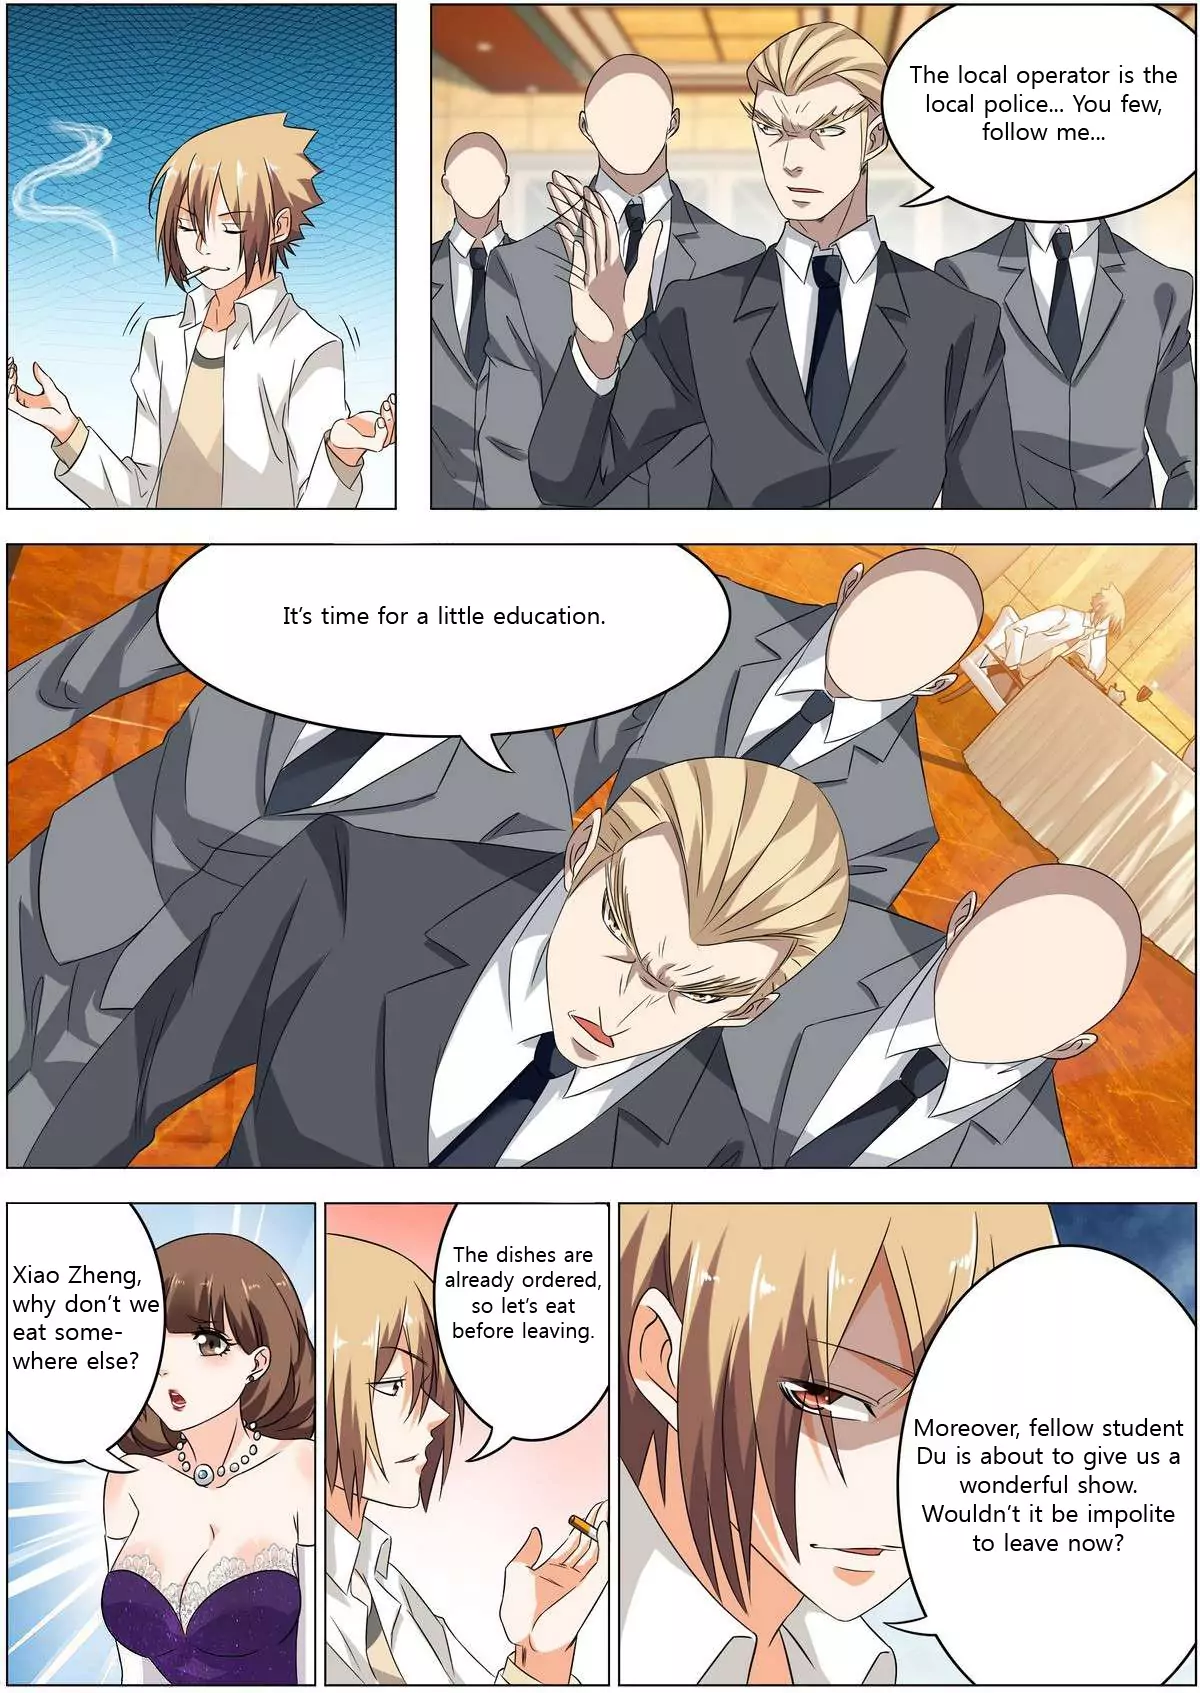 The local operator is the
local police... You few,
follow me...
It's time for a little education.
Xiao Zheng,
why don't we
eat some-
where else?
The dishes are
already ordered,
so let's eat
before leaving.
Moreover, fellow student
Du is about to give us a
wonderful show.
Wouldn't it be impolite
to leave now?